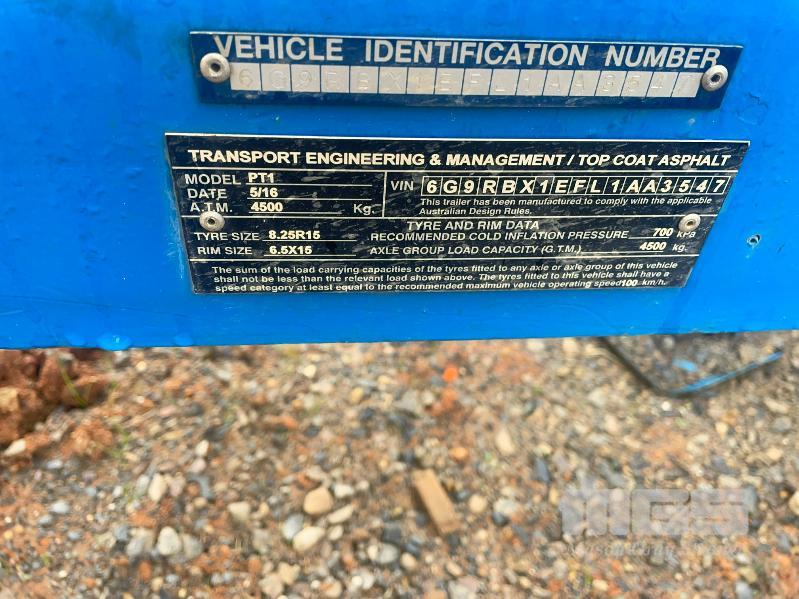 VEHICLE IDENTIFICATION NUMBER
TRANSPORT ENGINEERING & MANAGEMENT / TOP COAT ASPHALT
MODEL PT1
DATE 5/16
A.T.M. 4500 Kg.
VIN 6G9RBX1EFL1AA3547
This trailer has been manufactured to comply with the applicable
Australian Design Rules.
TYRE AND RIM DATA
TYRE SIZE 8.25R15 RECOMMENDED COLD INFLATION PRESSURE 700 kPa
RIM SIZE 6.5X15 AXLE GROUP LOAD CAPACITY (G.T.M.) 4500 kg.
The sum of the load carrying capacities of the tyres fitted to any axle or axle group of this vehicle
shall not be less than the relevant load shown above. The tyres fitted to this vehicle shall have a
speed category at least equal to the recommended maximum vehicle operating speed 100 km/h.